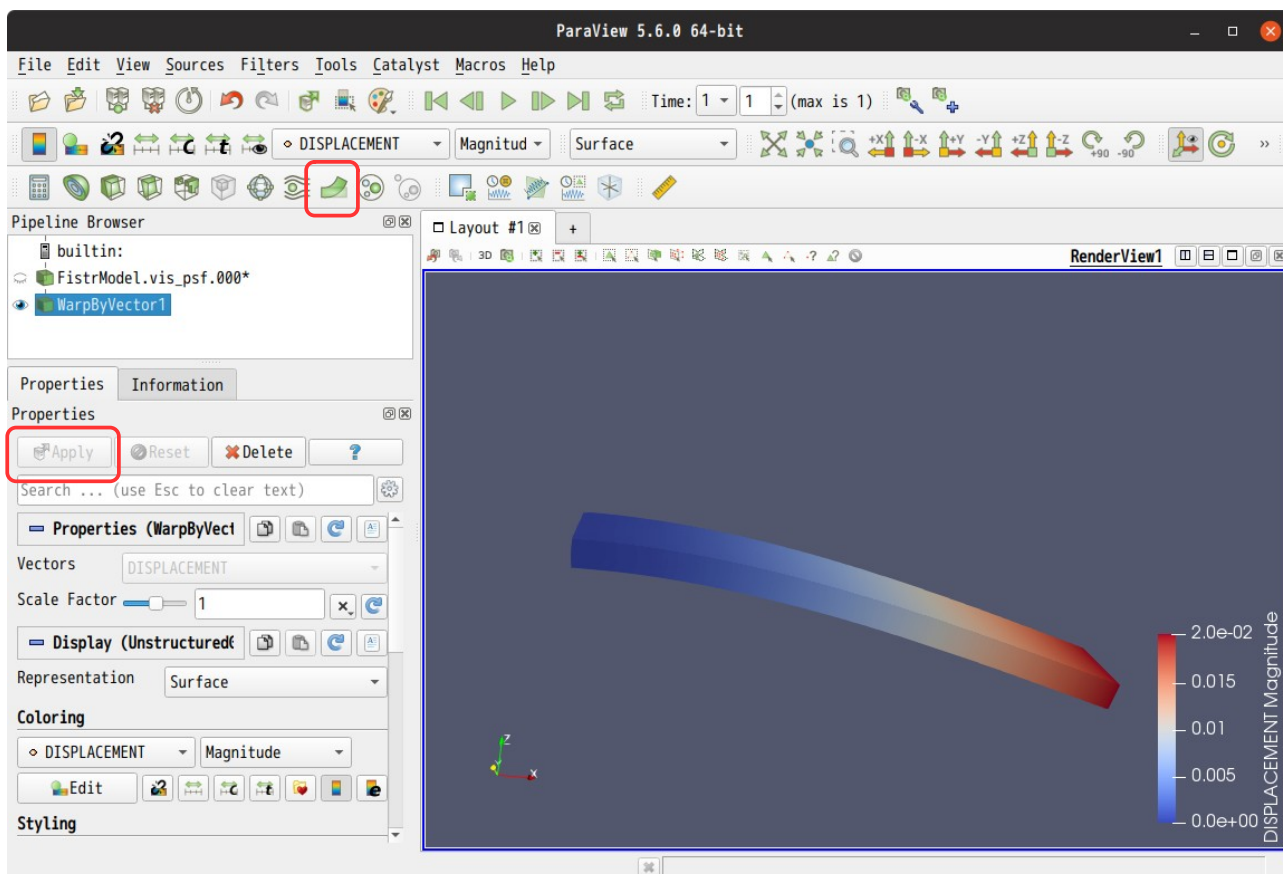 ParaView 5.6.0 64-bit
File Edit View Sources Filters Tools Catalyst Macros Help
Time: 1 1 (max is 1)
DISPLACEMENT Magnitud Surface
+X -X +Y -Y +Z -Z +90 -90 »
Pipeline Browser
builtin:
FistrModel.vis_psf.000*
WarpByVector1
Properties Information
Properties
Apply Reset Delete ?
Search ... (use Esc to clear text)
Properties (WarpByVect
Vectors DISPLACEMENT
Scale Factor 1
Display (Unstructured
Representation Surface
Coloring
DISPLACEMENT Magnitude
Edit
Styling
Layout #1 +
3D RenderView1
2.0e-02
0.015
0.01
0.005
0.0e+00
DISPLACEMENT Magnitude
Z
Y
X